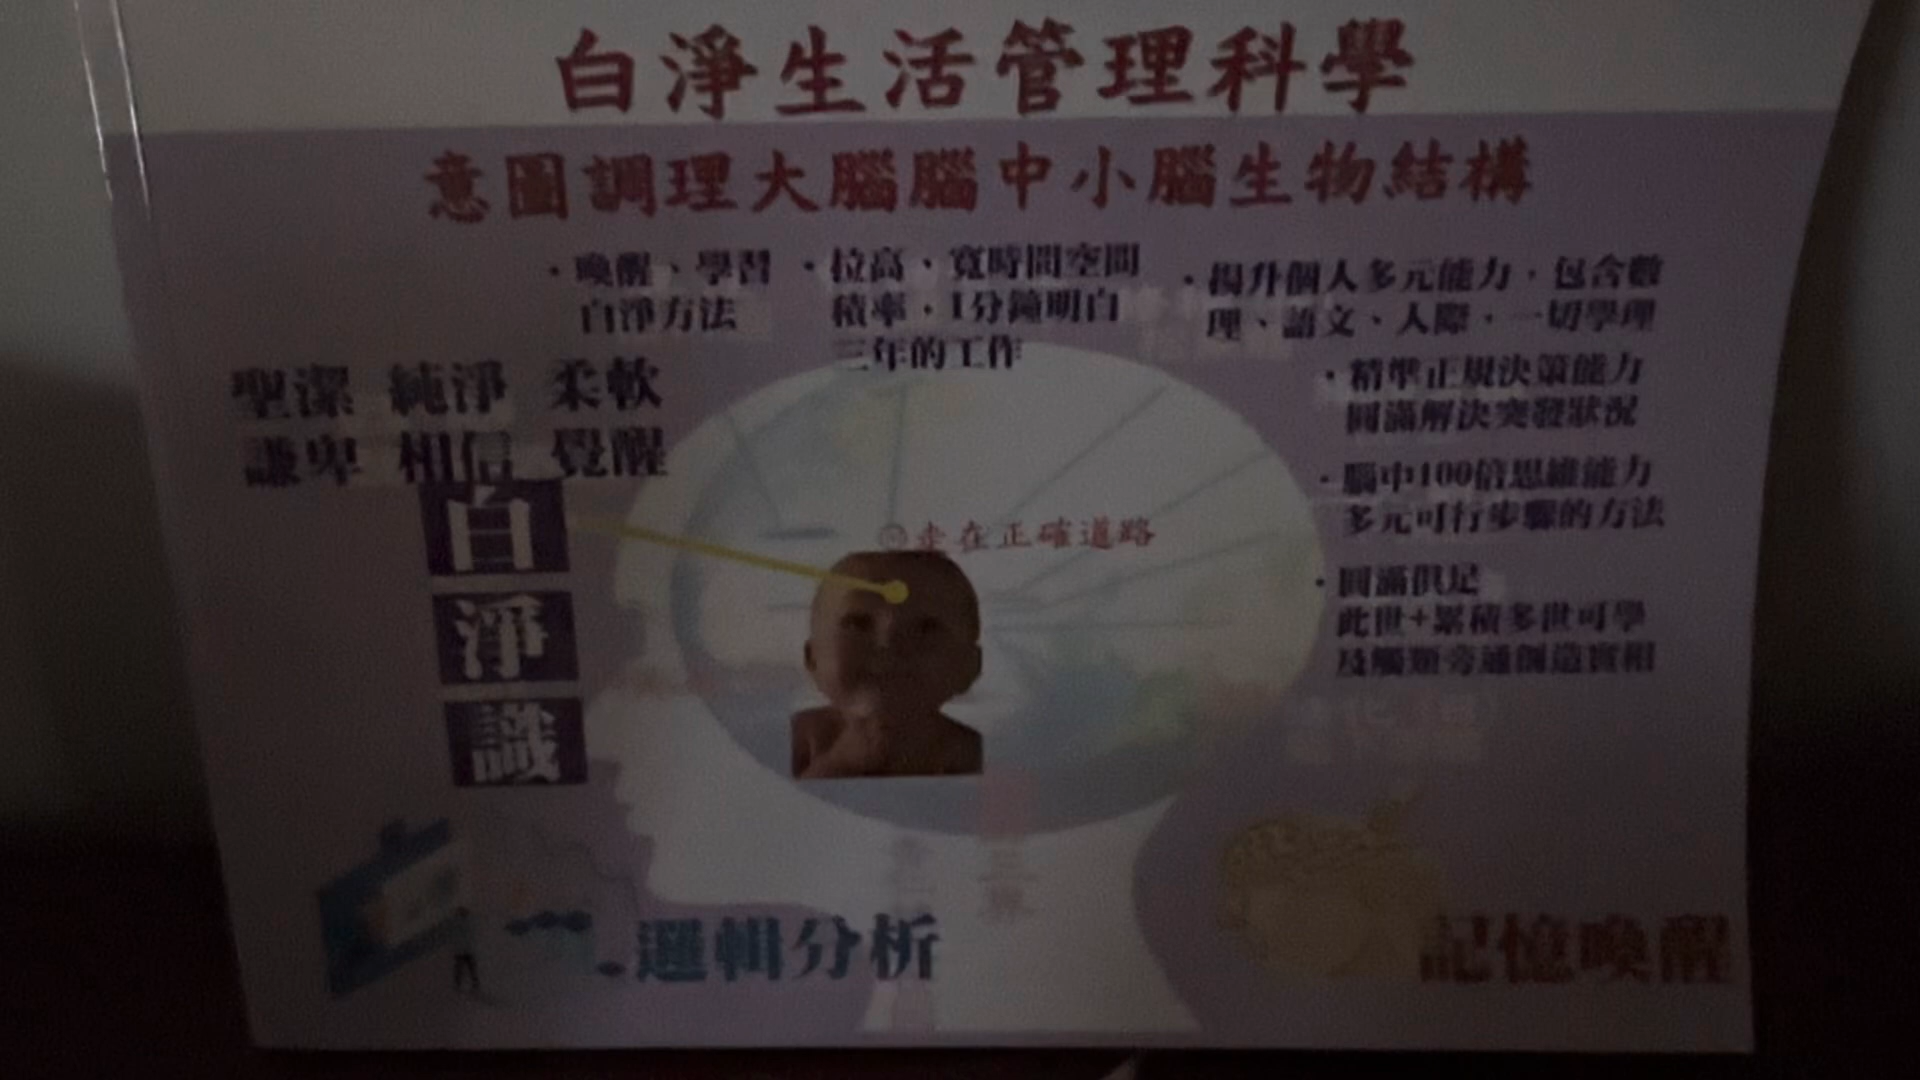 白淨生活管理科學
意圖調理大腦腦中小腦生物結構
・喚醒、學習
白淨方法
・拉高、寬時間空間
積率，1分鐘明白
三年的工作
・揚升個人多元能力，包含數
理、語文、人際，一切學理
・精準正規決策能力
圓滿解決突發狀況
・腦中100倍思維能力
多元可行步驟的方法
・圓滿俱足
此世+累積多世可學
及觸類旁通創造實相
聖潔 純淨 柔軟
謙卑 相信 覺醒
白
淨
識
走在正確道路
邏輯分析
記憶喚醒